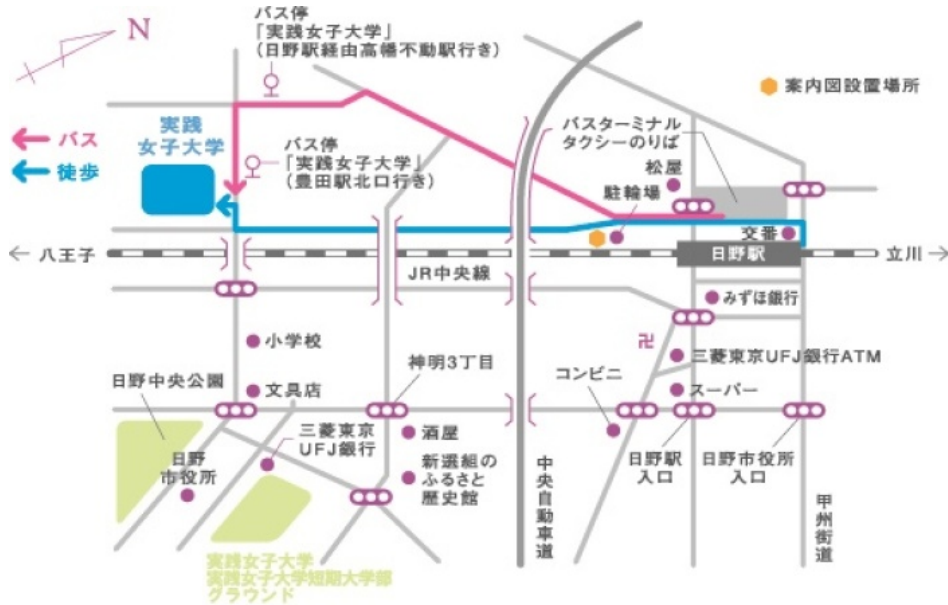 N
バス停
「実践女子大学」
（日野駅経由高幡不動駅行き）
案内図設置場所
バス
徒歩
実践
女子大学
バス停
「実践女子大学」
（豊田駅北口行き）
バスターミナル
タクシーのりば
松屋
駐輪場
交番
八王子
日野駅
立川
JR中央線
みずほ銀行
小学校
卍
三菱東京UFJ銀行ATM
神明3丁目
コンビニ
スーパー
日野中央公園
文具店
酒屋
三菱東京
UFJ銀行
日野
市役所
新選組の
ふるさと
歴史館
中央自動車道
日野駅
入口
日野市役所
入口
甲州街道
実践女子大学
実践女子大学短期大学部
グラウンド